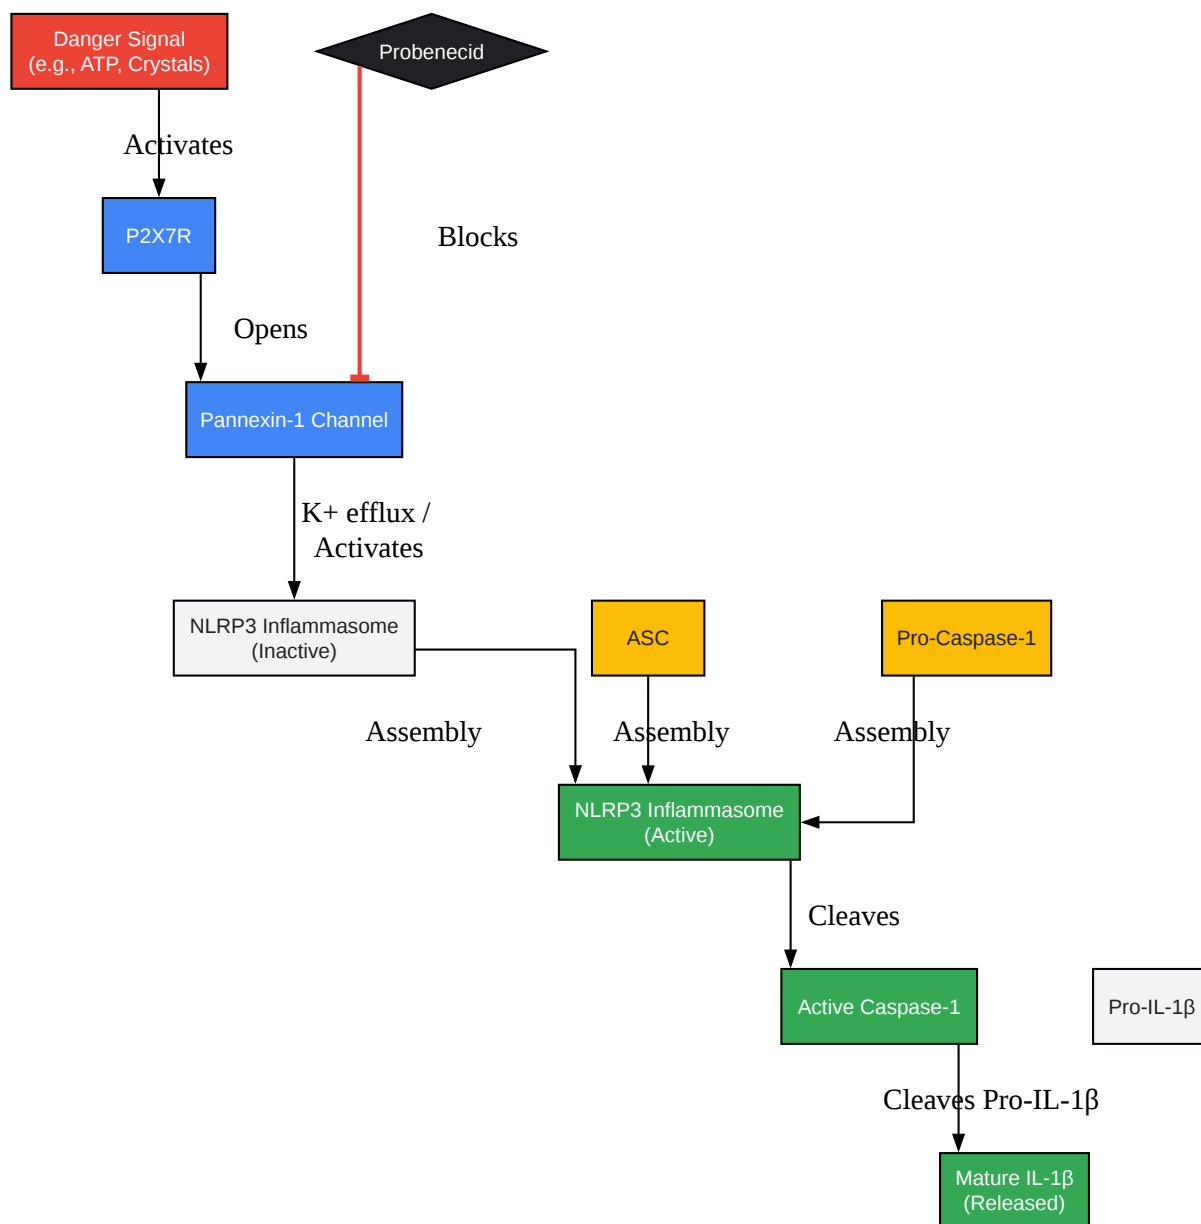 Danger Signal
(e.g., ATP, Crystals)
Probenecid
Activates
P2X7R
Blocks
Opens
Pannexin-1 Channel
K+ efflux /
Activates
NLRP3 Inflammasome
(Inactive)
ASC
Pro-Caspase-1
Assembly
Assembly
Assembly
NLRP3 Inflammasome
(Active)
Cleaves
Active Caspase-1
Pro-IL-1β
Cleaves Pro-IL-1β
Mature IL-1β
(Released)